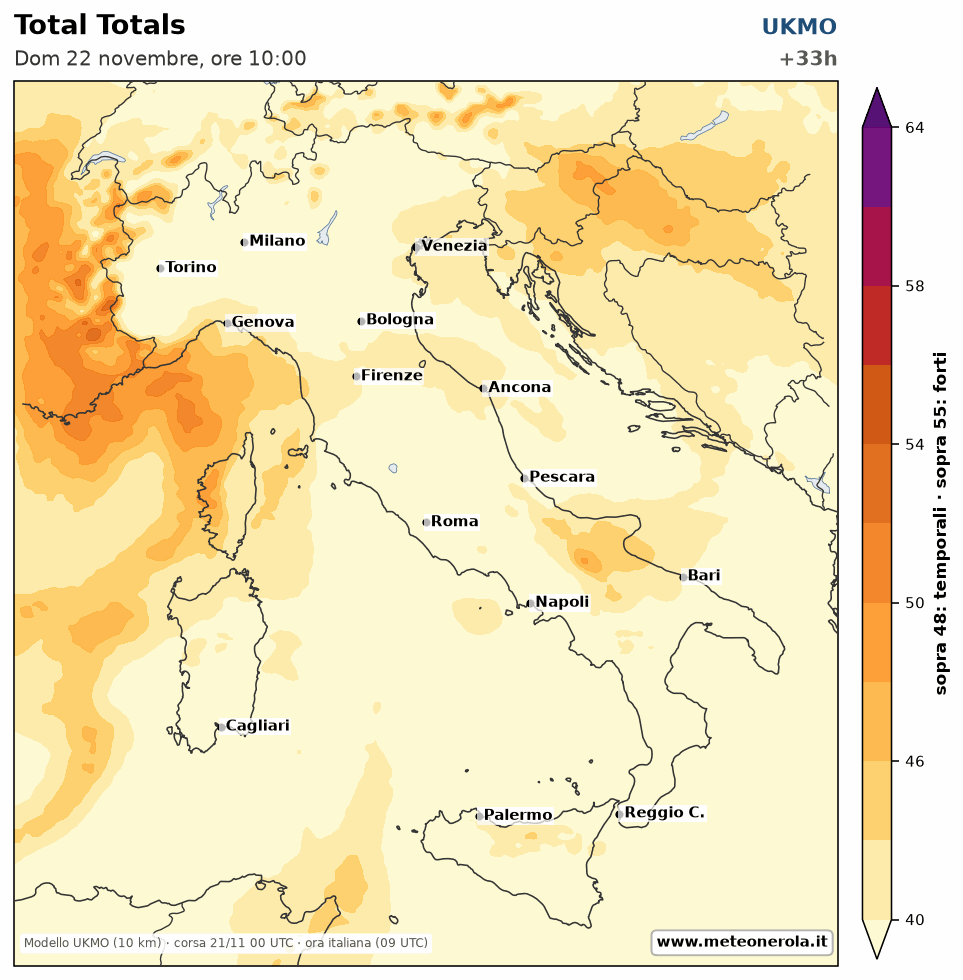 Total Totals
UKMO
Dom 22 novembre, ore 10:00
+33h
64
58
54
50
46
40
sopra 48: temporali · sopra 55: forti
Milano
Venezia
Torino
Genova
Bologna
Firenze
Ancona
Pescara
Roma
Bari
Napoli
Cagliari
Palermo
Reggio C.
Modello UKMO (10 km) · corsa 21/11 00 UTC · ora italiana (09 UTC)
www.meteonerola.it